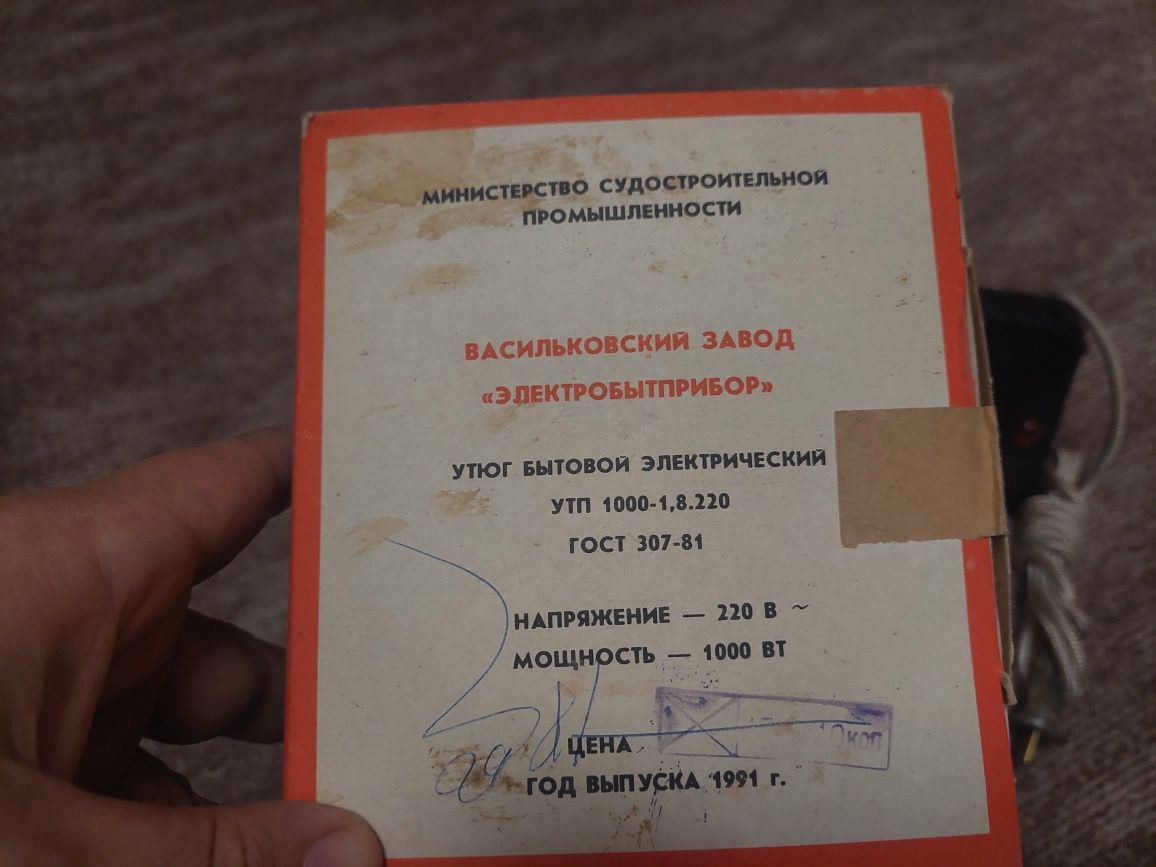 МИНИСТЕРСТВО СУДОСТРОИТЕЛЬНОЙ
ПРОМЫШЛЕННОСТИ
ВАСИЛЬКОВСКИЙ ЗАВОД
«ЭЛЕКТРОБЫТПРИБОР»
УТЮГ БЫТОВОЙ ЭЛЕКТРИЧЕСКИЙ
УТП 1000-1,8.220
ГОСТ 307-81
НАПРЯЖЕНИЕ — 220 В ~
МОЩНОСТЬ — 1000 ВТ
ЦЕНА коп
ГОД ВЫПУСКА 1991 г.